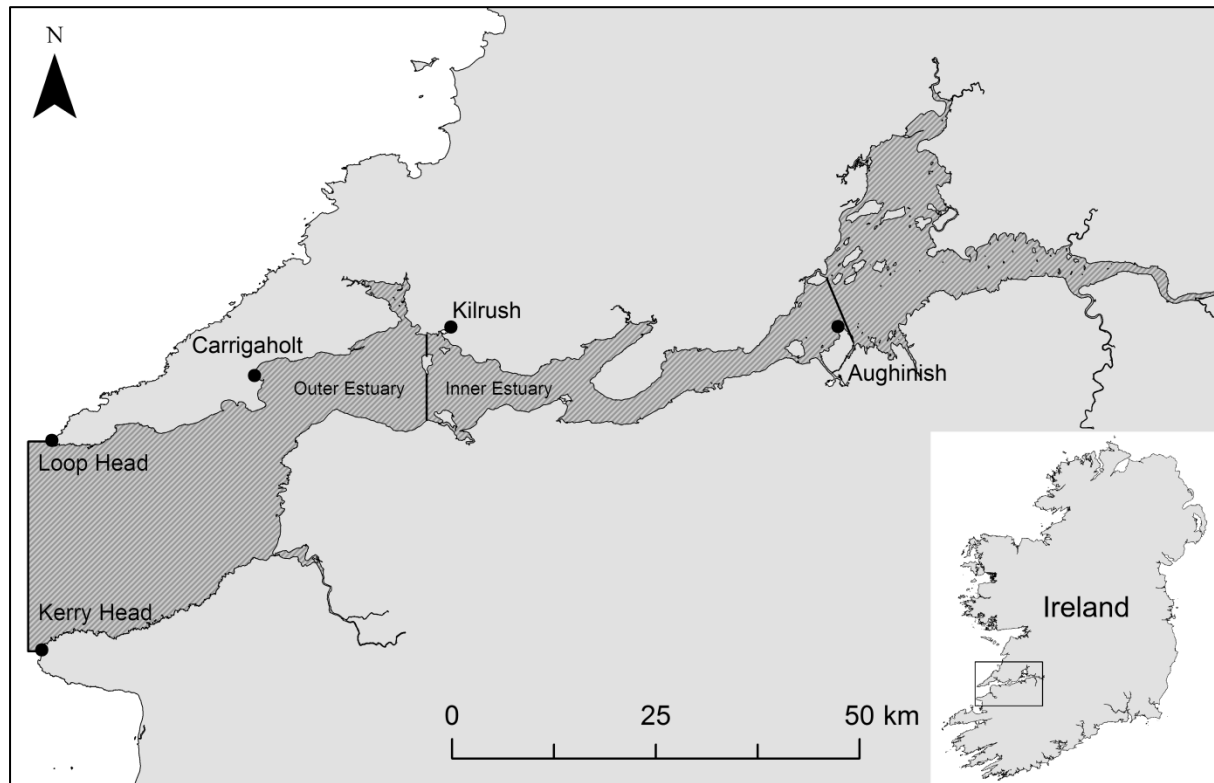 N
Kilrush
Carrigaholt
Outer Estuary
Inner Estuary
Aughinish
Loop Head
Kerry Head
Ireland
0 25 50 km